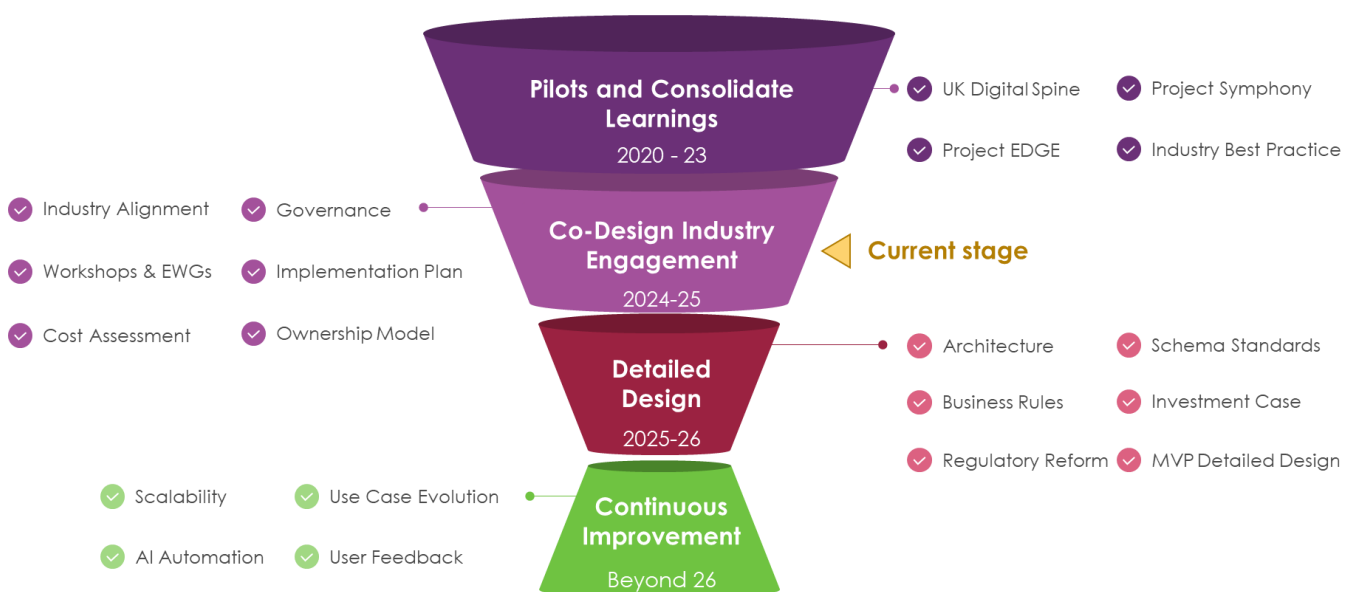 Pilots and Consolidate
Learnings
2020 - 23
UK Digital Spine
Project Symphony
Project EDGE
Industry Best Practice
Industry Alignment
Governance
Workshops & EWGs
Implementation Plan
Cost Assessment
Ownership Model
Co-Design Industry
Engagement
2024-25
Current stage
Detailed
Design
2025-26
Architecture
Schema Standards
Business Rules
Investment Case
Regulatory Reform
MVP Detailed Design
Scalability
Use Case Evolution
AI Automation
User Feedback
Continuous
Improvement
Beyond 26